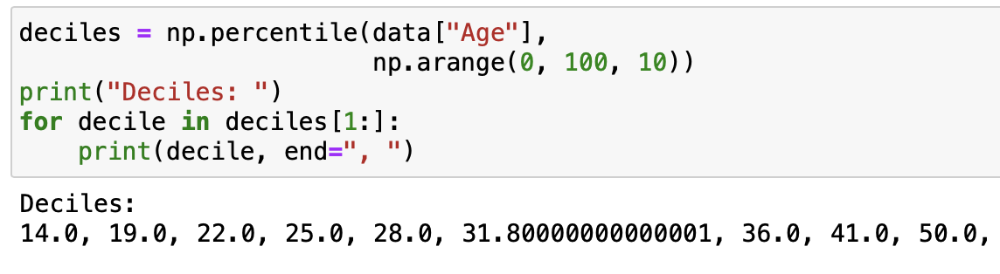 deciles = np.percentile(data["Age"],
                        np.arange(0, 100, 10))
print("Deciles: ")
for decile in deciles[1:]:
    print(decile, end=", ")
Deciles:
14.0, 19.0, 22.0, 25.0, 28.0, 31.80000000000001, 36.0, 41.0, 50.0,